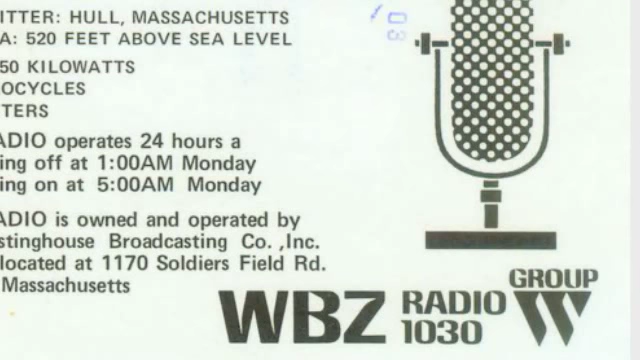 ITTER: HULL, MASSACHUSETTS
A: 520 FEET ABOVE SEA LEVEL
50 KILOWATTS
OCYCLES
TERS
ADIO operates 24 hours a
ing off at 1:00AM Monday
ing on at 5:00AM Monday
ADIO is owned and operated by
stinghouse Broadcasting Co.,Inc.
located at 1170 Soldiers Field Rd.
Massachusetts
WBZ RADIO 1030
GROUP W